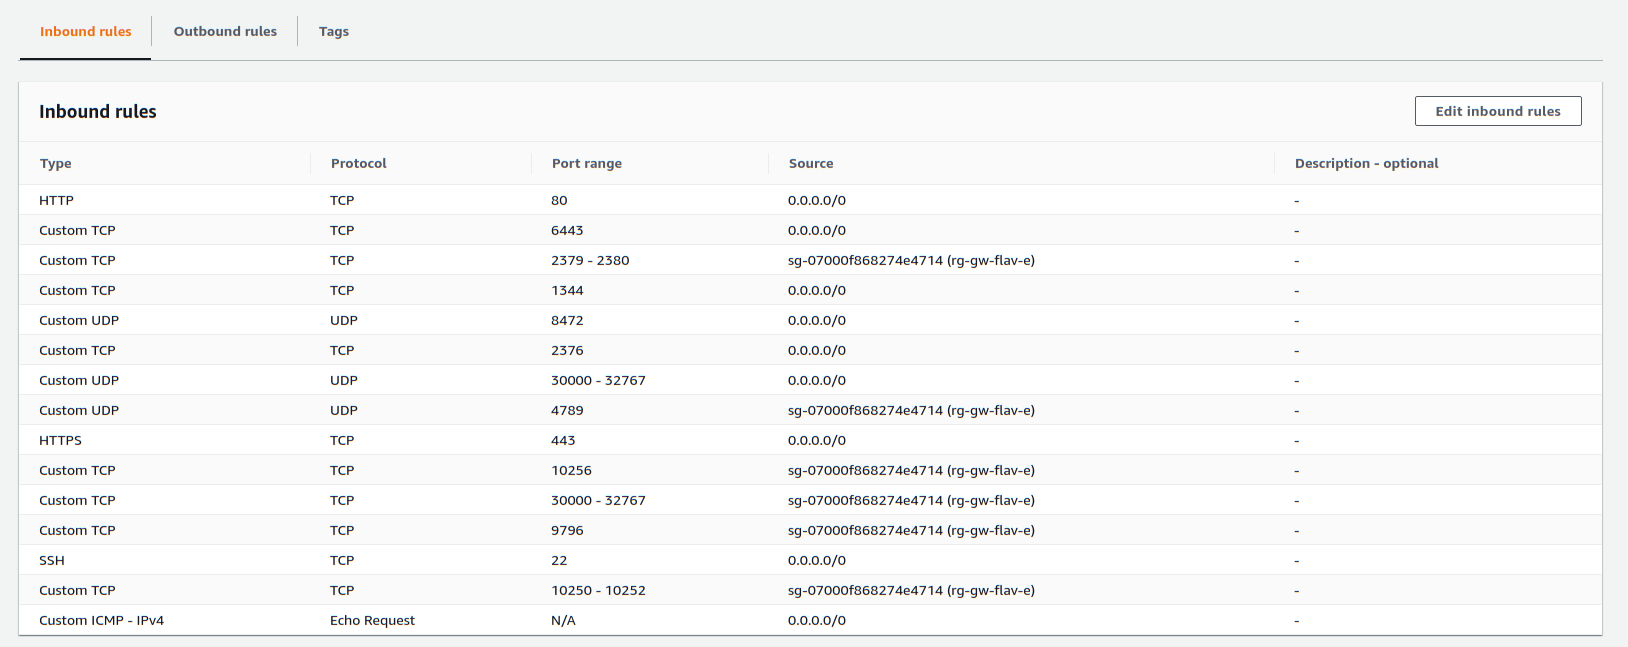 Inbound rules Outbound rules Tags
Inbound rules Edit inbound rules
Type Protocol Port range Source Description - optional
HTTP TCP 80 0.0.0.0/0 -
Custom TCP TCP 6443 0.0.0.0/0 -
Custom TCP TCP 2379 - 2380 sg-07000f868274e4714 (rg-gw-flav-e) -
Custom TCP TCP 1344 0.0.0.0/0 -
Custom UDP UDP 8472 0.0.0.0/0 -
Custom TCP TCP 2376 0.0.0.0/0 -
Custom UDP UDP 30000 - 32767 0.0.0.0/0 -
Custom UDP UDP 4789 sg-07000f868274e4714 (rg-gw-flav-e) -
HTTPS TCP 443 0.0.0.0/0 -
Custom TCP TCP 10256 sg-07000f868274e4714 (rg-gw-flav-e) -
Custom TCP TCP 30000 - 32767 sg-07000f868274e4714 (rg-gw-flav-e) -
Custom TCP TCP 9796 sg-07000f868274e4714 (rg-gw-flav-e) -
SSH TCP 22 0.0.0.0/0 -
Custom TCP TCP 10250 - 10252 sg-07000f868274e4714 (rg-gw-flav-e) -
Custom ICMP - IPv4 Echo Request N/A 0.0.0.0/0 -